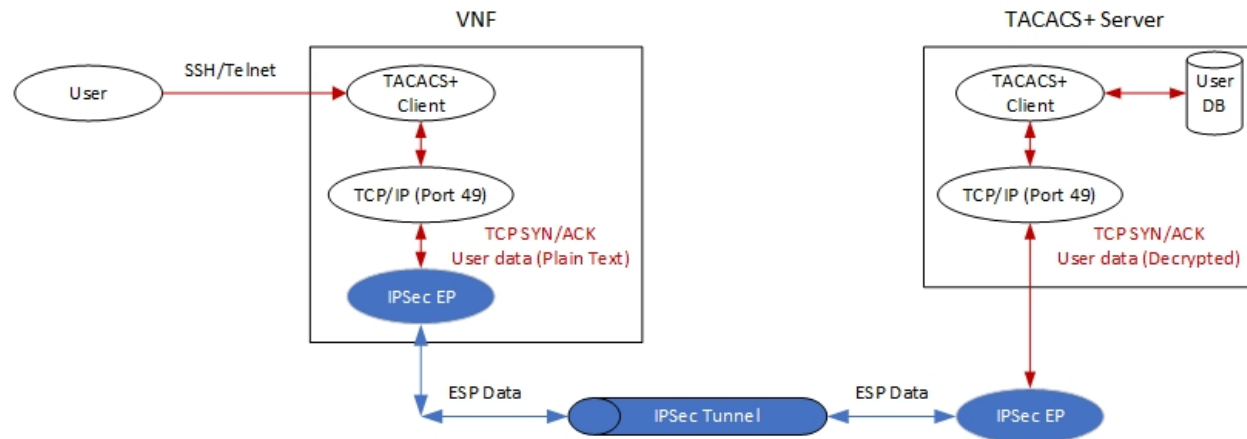 VNF
TACACS+ Server
SSH/Telnet
User
TACACS+
Client
TACACS+
Client
User
DB
TCP/IP (Port 49)
TCP/IP (Port 49)
TCP SYN/ACK
User data (Plain Text)
TCP SYN/ACK
User data (Decrypted)
IPSec EP
ESP Data
IPSec Tunnel
ESP Data
IPSec EP